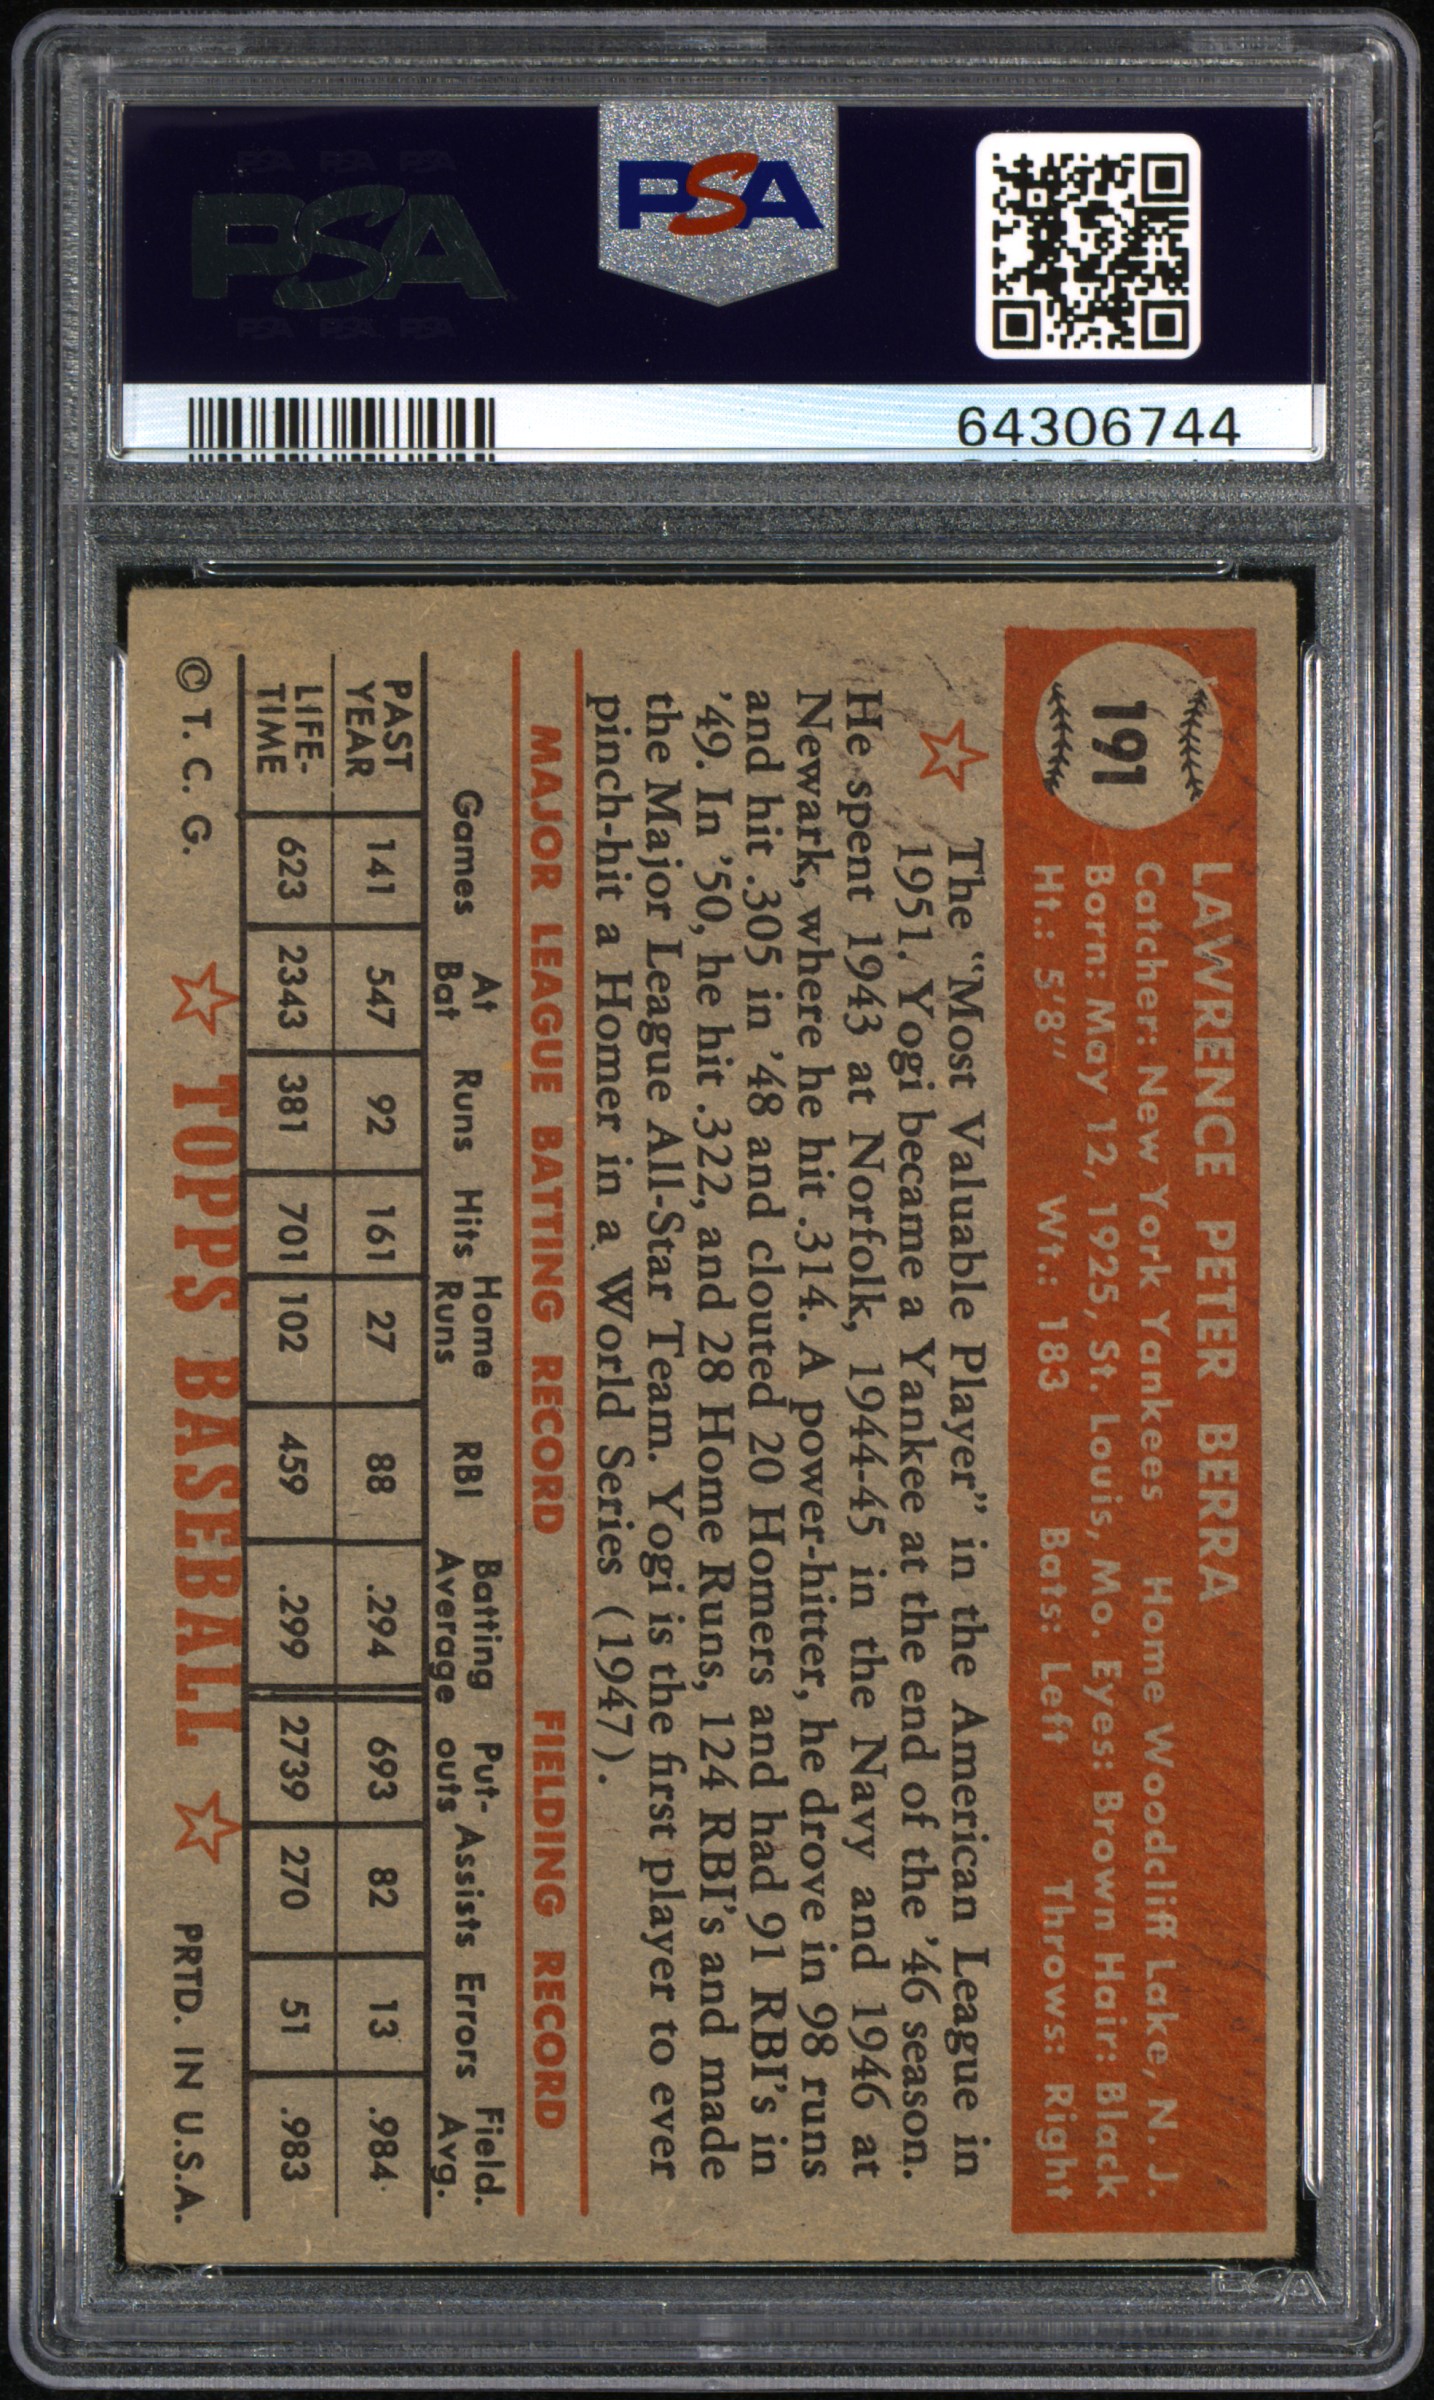 PSA PSA PSA
PSA
PSA PSA PSA
PSA
64306744
191
LAWRENCE PETER BERRA
Catcher: New York Yankees Home Woodcliff Lake, N. J.
Born: May 12, 1925, St. Louis, Mo. Eyes: Brown Hair: Black
Ht.: 5'8" Wt.: 183 Bats: Left Throws: Right
The "Most Valuable Player" in the American League in
1951. Yogi became a Yankee at the end of the '46 season.
He spent 1943 at Norfolk, 1944-45 in the Navy and 1946 at
Newark, where he hit .314. A power-hitter, he drove in 98 runs
and hit .305 in '48 and clouted 20 Homers and had 91 RBI's in
'49. In '50, he hit .322, and 28 Home Runs, 124 RBI's and made
the Major League All-Star Team. Yogi is the first player to ever
pinch-hit a Homer in a World Series (1947).
MAJOR LEAGUE BATTING RECORD FIELDING RECORD
Games At Bat Runs Hits Home Runs RBI Batting Average Put-outs Assists Errors Field. Avg.
PAST YEAR 141 547 92 161 27 88 .294 693 82 13 .984
LIFE-TIME 623 2343 381 701 102 459 .299 2739 270 51 .983
© T. C. G. ☆ TOPPS BASEBALL ☆ PRTD. IN U.S.A.
PSA